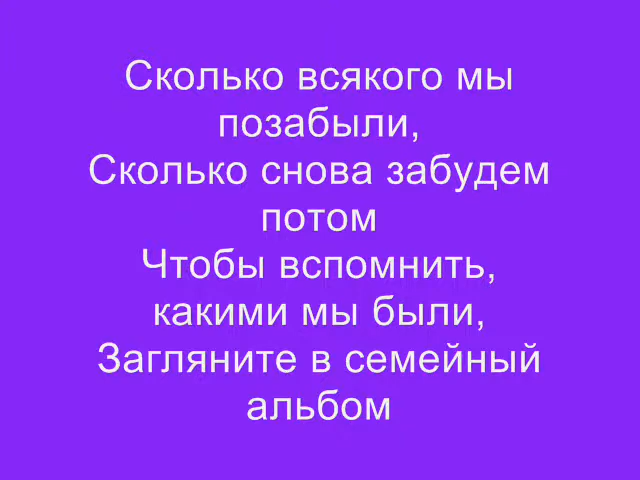 Сколько всякого мы
позабыли,
Сколько снова забудем
потом
Чтобы вспомнить,
какими мы были,
Загляните в семейный
альбом